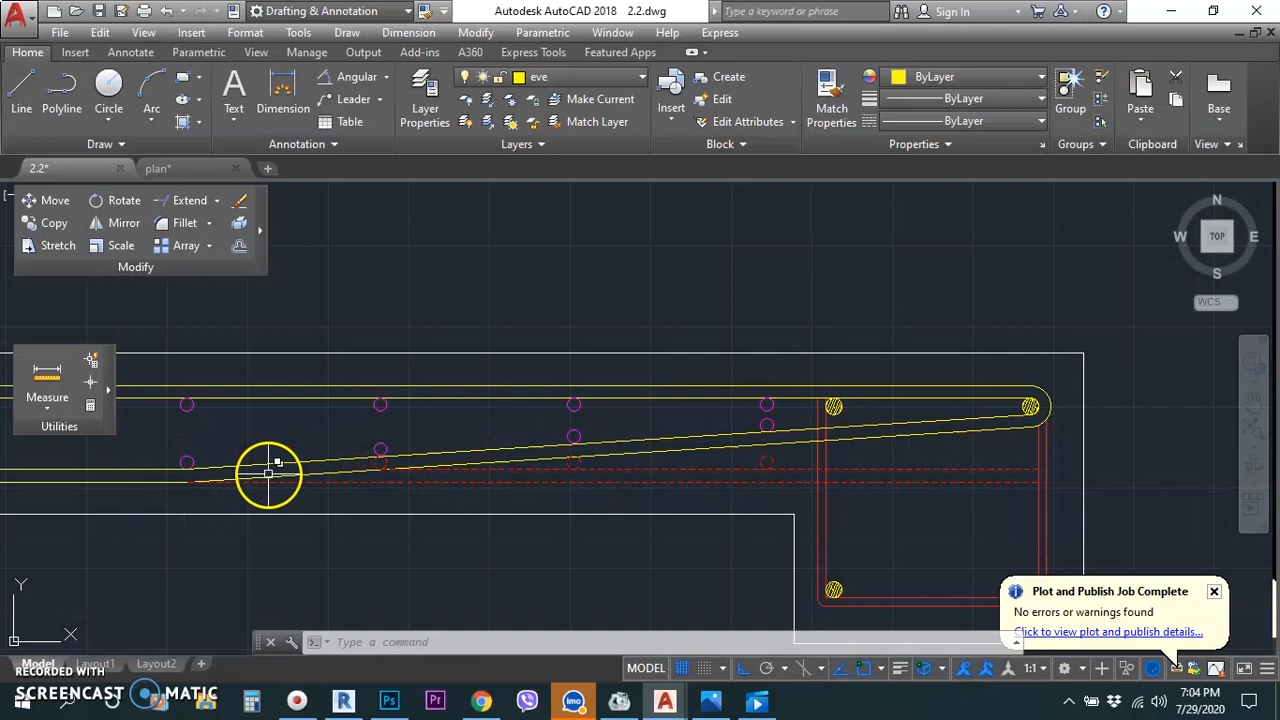 Drafting & Annotation
Autodesk AutoCAD 2018 2.2.dwg
Type a keyword or phrase
Sign In
File Edit View Insert Format Tools Draw Dimension Modify Parametric Window Help Express
Home Insert Annotate Parametric View Manage Output Add-ins A360 Express Tools Featured Apps
Line
Polyline
Circle
Arc
Draw
Text
Dimension
Angular
Leader
Table
Annotation
Layer
Properties
eve
Make Current
Match Layer
Layers
Insert
Create
Edit
Edit Attributes
Block
Match
Properties
ByLayer
ByLayer
ByLayer
Properties
Group
Groups
Paste
Clipboard
Base
View
2.2*
plan*
Move Rotate Extend
Copy Mirror Fillet
Stretch Scale Array
Modify
N
W TOP E
S
WCS
Measure
Utilities
Y
X
Plot and Publish Job Complete
No errors or warnings found
Click to view plot and publish details...
Type a command
Model Layout1 Layout2
MODEL
1:1
RECORDED WITH
SCREENCAST MATIC
7:04 PM
7/29/2020